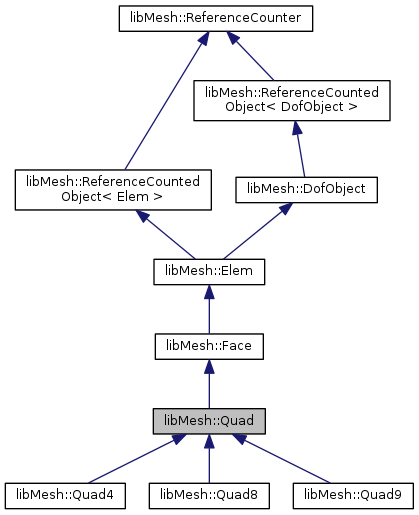 libMesh::ReferenceCounter
libMesh::ReferenceCounted
Object< DofObject >
libMesh::ReferenceCounted
Object< Elem >
libMesh::DofObject
libMesh::Elem
libMesh::Face
libMesh::Quad
libMesh::Quad4
libMesh::Quad8
libMesh::Quad9